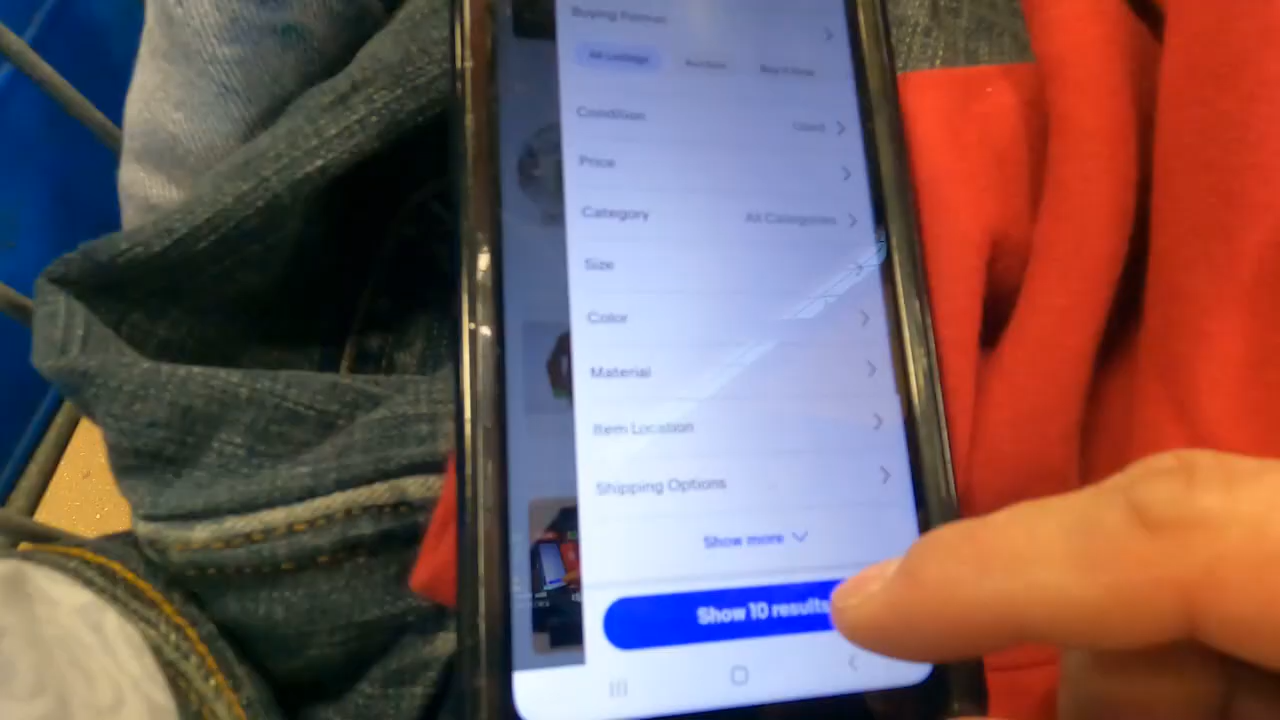 Buying Format
All Listings Auction Buy It Now
Condition Used
Price
Category All Categories
Size
Color
Material
Item Location
Shipping Options
Show more
Show 10 results